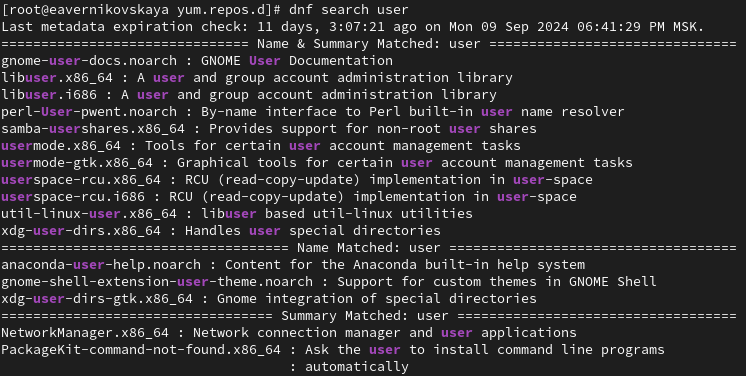 [root@eavernikovskaya yum.repos.d]# dnf search user
Last metadata expiration check: 11 days, 3:07:21 ago on Mon 09 Sep 2024 06:41:29 PM MSK.
=============================== Name & Summary Matched: user ===============================
gnome-user-docs.noarch : GNOME User Documentation
libuser.x86_64 : A user and group account administration library
libuser.i686 : A user and group account administration library
perl-User-pwent.noarch : By-name interface to Perl built-in user name resolver
samba-usershares.x86_64 : Provides support for non-root user shares
usermode.x86_64 : Tools for certain user account management tasks
usermode-gtk.x86_64 : Graphical tools for certain user account management tasks
userspace-rcu.x86_64 : RCU (read-copy-update) implementation in user-space
userspace-rcu.i686 : RCU (read-copy-update) implementation in user-space
util-linux-user.x86_64 : libuser based util-linux utilities
xdg-user-dirs.x86_64 : Handles user special directories
==================================== Name Matched: user ====================================
anaconda-user-help.noarch : Content for the Anaconda built-in help system
gnome-shell-extension-user-theme.noarch : Support for custom themes in GNOME Shell
xdg-user-dirs-gtk.x86_64 : Gnome integration of special directories
================================== Summary Matched: user ===================================
NetworkManager.x86_64 : Network connection manager and user applications
PackageKit-command-not-found.x86_64 : Ask the user to install command line programs
: automatically